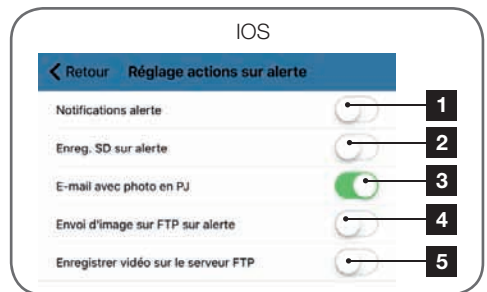 IOS
Retour Réglage actions sur alerte
Notifications alerte 1
Enreg. SD sur alerte 2
E-mail avec photo en PJ 3
Envoi d'image sur FTP sur alerte 4
Enregistrer vidéo sur le serveur FTP 5